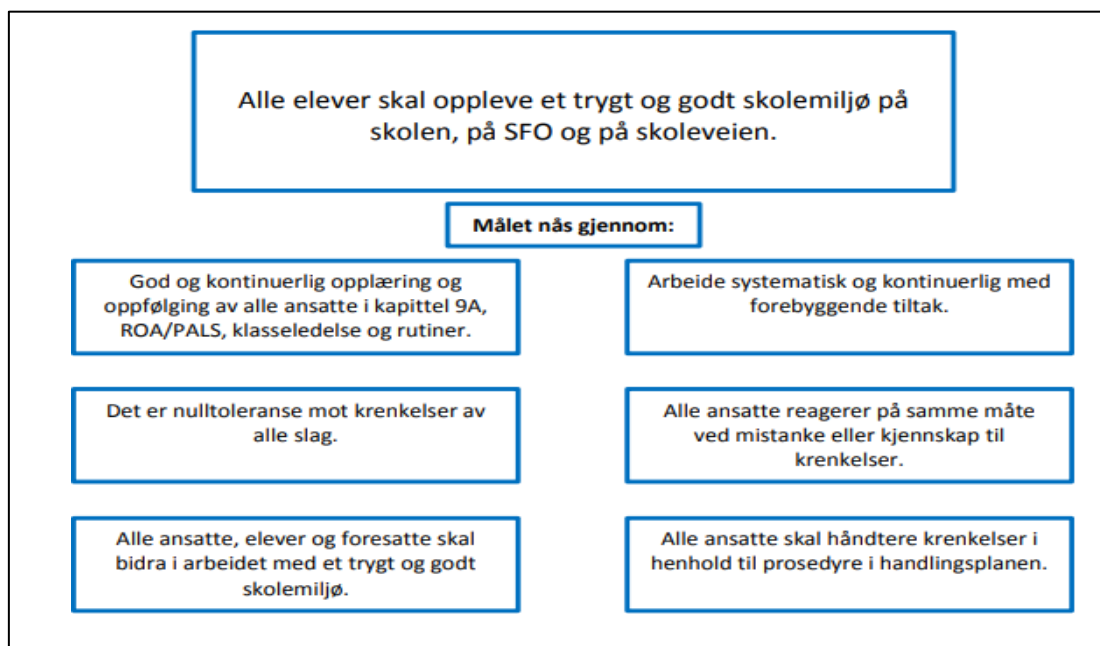 Alle elever skal oppleve et trygt og godt skolemiljø på
skolen, på SFO og på skoleveien.
Målet nås gjennom:
God og kontinuerlig opplæring og
oppfølging av alle ansatte i kapittel 9A,
ROA/PALS, klasseledelse og rutiner.
Arbeide systematisk og kontinuerlig med
forebyggende tiltak.
Det er nulltoleranse mot krenkelser av
alle slag.
Alle ansatte reagerer på samme måte
ved mistanke eller kjennskap til
krenkelser.
Alle ansatte, elever og foresatte skal
bidra i arbeidet med et trygt og godt
skolemiljø.
Alle ansatte skal håndtere krenkelser i
henhold til prosedyre i handlingsplanen.